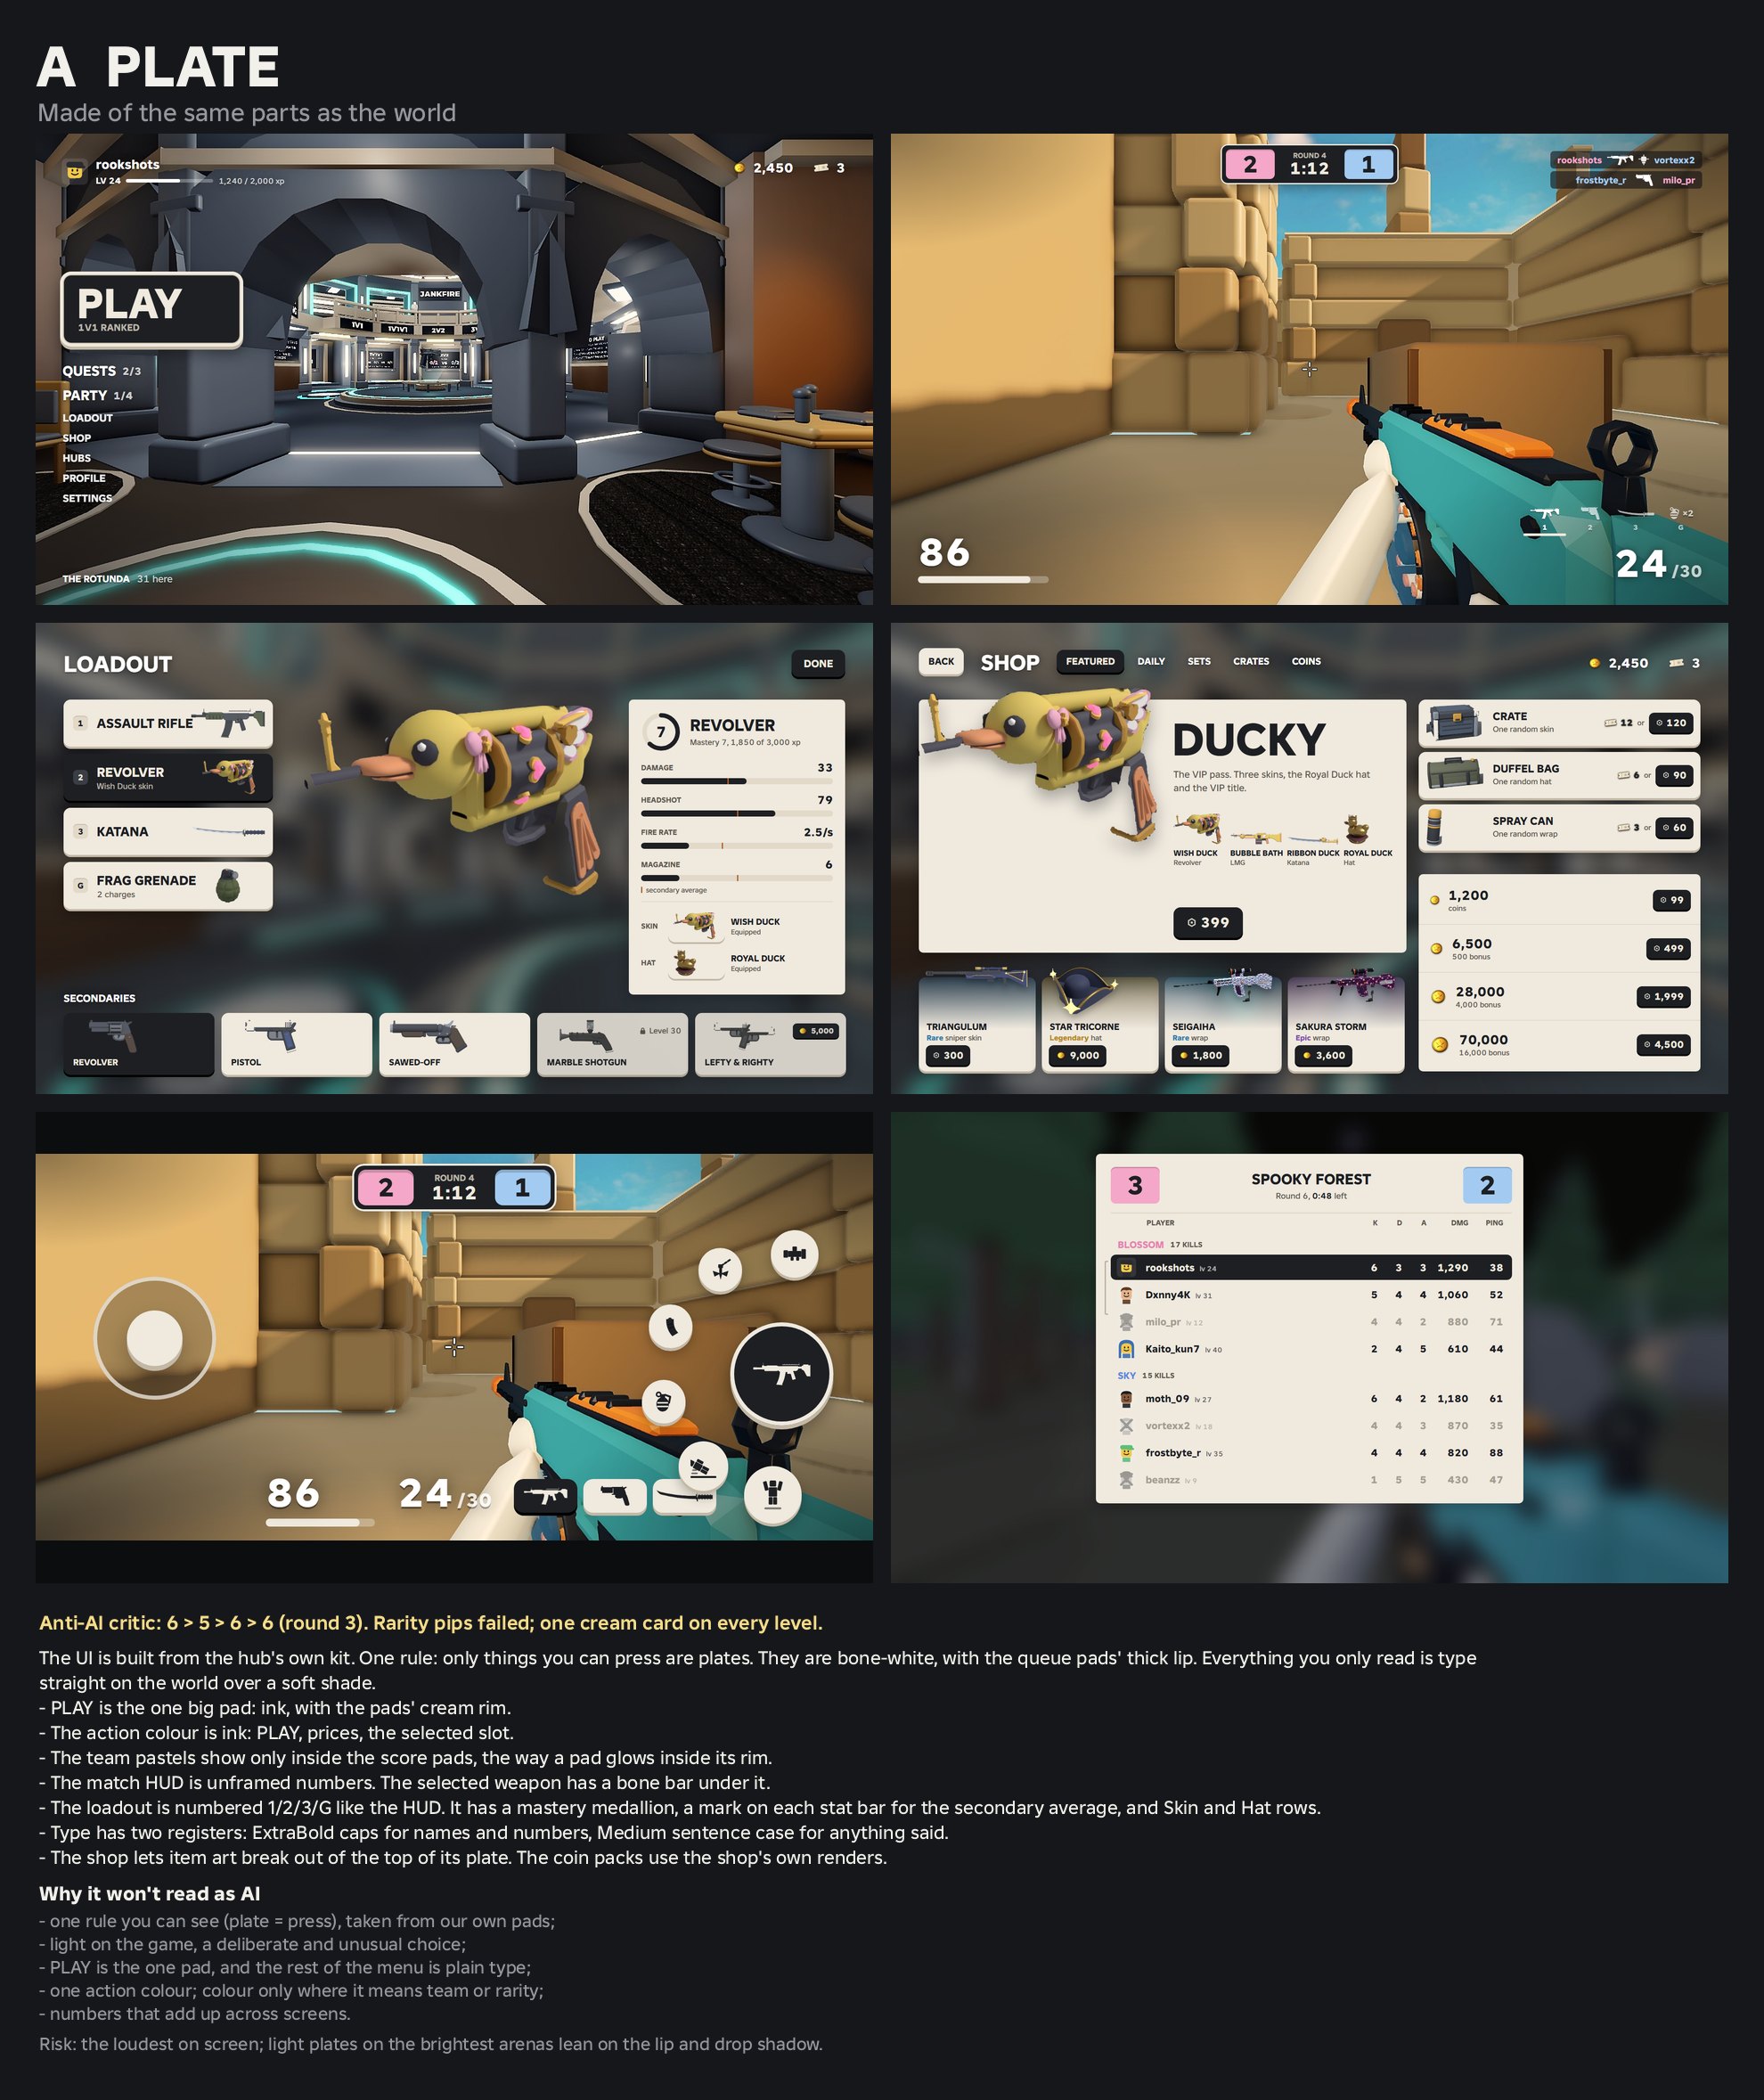 A PLATE
Made of the same parts as the world
rookshots
LV 24 1,240 / 2,000 xp
2,450 3
PLAY
1V1 RANKED
QUESTS 2/3
PARTY 1/4
LOADOUT
SHOP
HUBS
PROFILE
SETTINGS
THE ROTUNDA 31 here
JANKFIRE
1V1 1V1V1 2V2
2 ROUND 4 1:12 1
rookshots vortexx2
frostbyte_r milo_pr
86
1 2 3 G ×2
24/30
LOADOUT
DONE
1 ASSAULT RIFLE
2 REVOLVER
Wish Duck skin
3 KATANA
G FRAG GRENADE
2 charges
7 REVOLVER
Mastery 7, 1,850 of 3,000 xp
DAMAGE 33
HEADSHOT 79
FIRE RATE 2.5/s
MAGAZINE 6
secondary average
SKIN WISH DUCK
Equipped
HAT ROYAL DUCK
Equipped
SECONDARIES
REVOLVER
PISTOL
SAWED-OFF
Level 30
MARBLE SHOTGUN
5,000
LEFTY & RIGHTY
BACK SHOP FEATURED DAILY SETS CRATES COINS
2,450 3
DUCKY
The VIP pass. Three skins, the Royal Duck hat
and the VIP title.
WISH DUCK BUBBLE BATH RIBBON DUCK ROYAL DUCK
Revolver LMG Katana Hat
399
CRATE
One random skin
12 or 120
DUFFEL BAG
One random hat
6 or 90
SPRAY CAN
One random wrap
3 or 60
1,200
coins
99
6,500
500 bonus
499
28,000
4,000 bonus
1,999
70,000
16,000 bonus
4,500
TRIANGULUM
Rare sniper skin
300
STAR TRICORNE
Legendary hat
9,000
SEIGAIHA
Rare wrap
1,800
SAKURA STORM
Epic wrap
3,600
2 ROUND 4 1:12 1
86
24/30
3 SPOOKY FOREST 2
Round 6, 0:48 left
PLAYER K D A DMG PING
BLOSSOM 17 KILLS
rookshots lv 24 6 3 3 1,290 38
Dxnny4K lv 31 5 4 4 1,060 52
milo_pr lv 12 4 4 2 880 71
Kaito_kun7 lv 40 2 4 5 610 44
SKY 15 KILLS
moth_09 lv 27 6 4 2 1,180 61
vortexx2 lv 18 4 4 3 870 35
frostbyte_r lv 35 4 4 4 820 88
beanzz lv 9 1 5 5 430 47
Anti-AI critic: 6 > 5 > 6 > 6 (round 3). Rarity pips failed; one cream card on every level.
The UI is built from the hub's own kit. One rule: only things you can press are plates. They are bone-white, with the queue pads' thick lip. Everything you only read is type
straight on the world over a soft shade.
- PLAY is the one big pad: ink, with the pads' cream rim.
- The action colour is ink: PLAY, prices, the selected slot.
- The team pastels show only inside the score pads, the way a pad glows inside its rim.
- The match HUD is unframed numbers. The selected weapon has a bone bar under it.
- The loadout is numbered 1/2/3/G like the HUD. It has a mastery medallion, a mark on each stat bar for the secondary average, and Skin and Hat rows.
- Type has two registers: ExtraBold caps for names and numbers, Medium sentence case for anything said.
- The shop lets item art break out of the top of its plate. The coin packs use the shop's own renders.
Why it won't read as AI
- one rule you can see (plate = press), taken from our own pads;
- light on the game, a deliberate and unusual choice;
- PLAY is the one pad, and the rest of the menu is plain type;
- one action colour; colour only where it means team or rarity;
- numbers that add up across screens.
Risk: the loudest on screen; light plates on the brightest arenas lean on the lip and drop shadow.